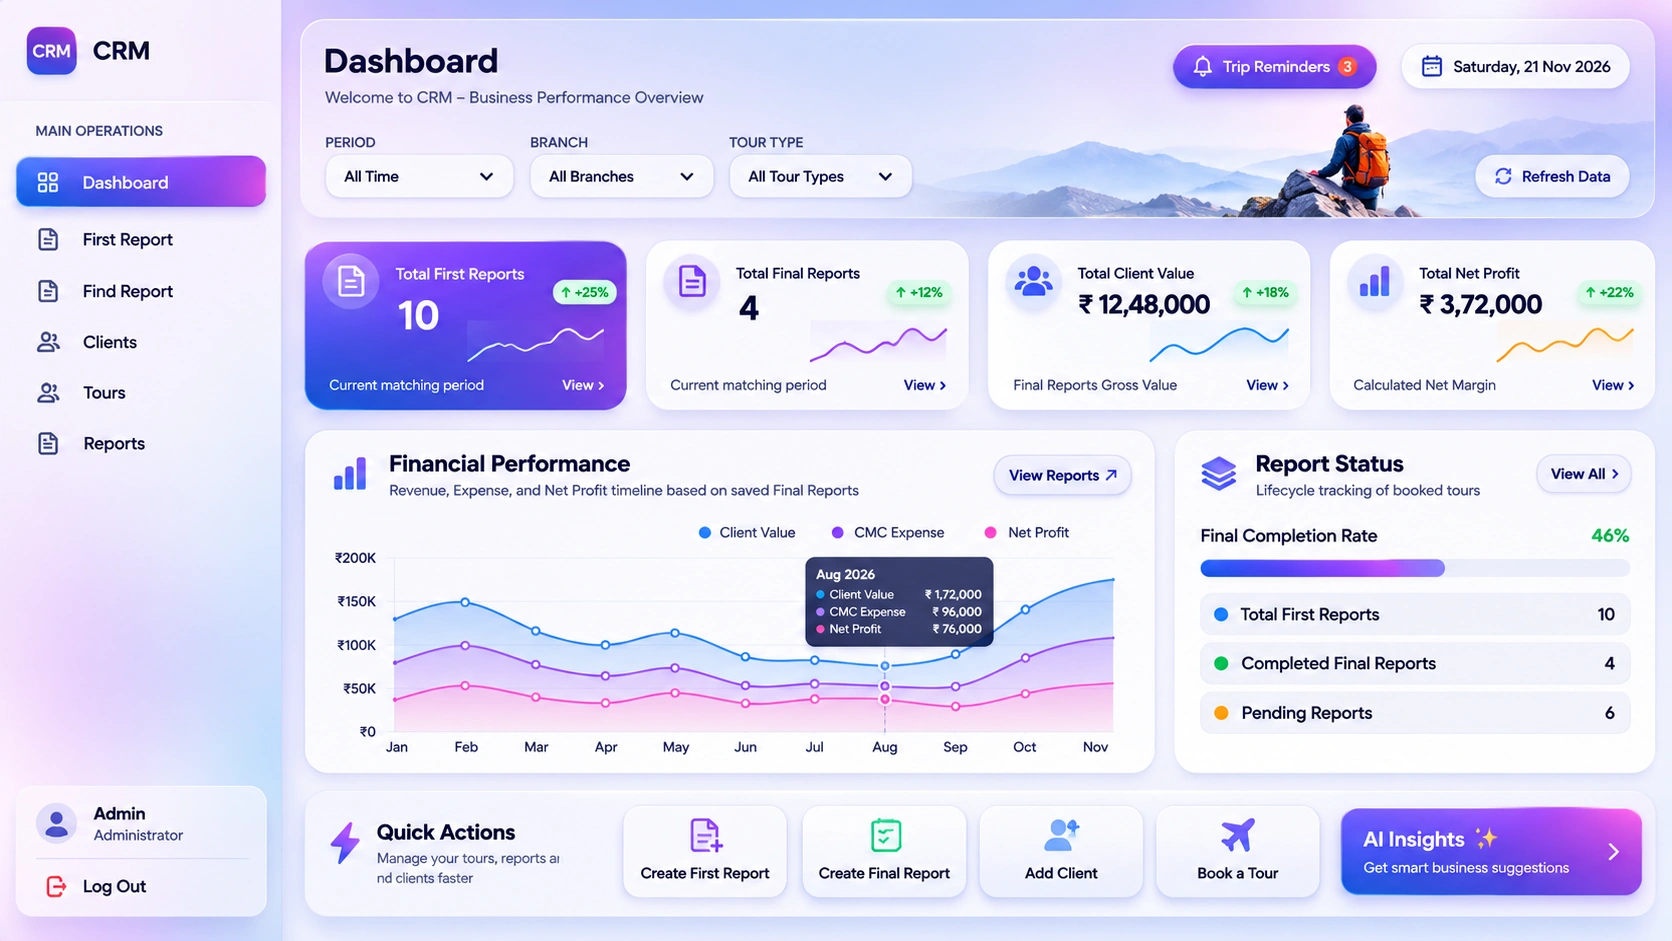 CRM CRM
MAIN OPERATIONS
Dashboard
First Report
Find Report
Clients
Tours
Reports
Admin
Administrator
Log Out
Dashboard
Welcome to CRM – Business Performance Overview
Trip Reminders 3
Saturday, 21 Nov 2026
PERIOD BRANCH TOUR TYPE
All Time All Branches All Tour Types
Refresh Data
Total First Reports
10
↑ +25%
Current matching period View >
Total Final Reports
4
↑ +12%
Current matching period View >
Total Client Value
₹ 12,48,000
↑ +18%
Final Reports Gross Value View >
Total Net Profit
₹ 3,72,000
↑ +22%
Calculated Net Margin View >
Financial Performance
Revenue, Expense, and Net Profit timeline based on saved Final Reports
View Reports ↗
Client Value CMC Expense Net Profit
₹200K
₹150K
₹100K
₹50K
₹0
Aug 2026
Client Value ₹ 1,72,000
CMC Expense ₹ 96,000
Net Profit ₹ 76,000
Jan Feb Mar Apr May Jun Jul Aug Sep Oct Nov
Report Status
Lifecycle tracking of booked tours
View All >
Final Completion Rate 46%
Total First Reports 10
Completed Final Reports 4
Pending Reports 6
Quick Actions
Manage your tours, reports ar
nd clients faster
Create First Report
Create Final Report
Add Client
Book a Tour
AI Insights ✨
Get smart business suggestions